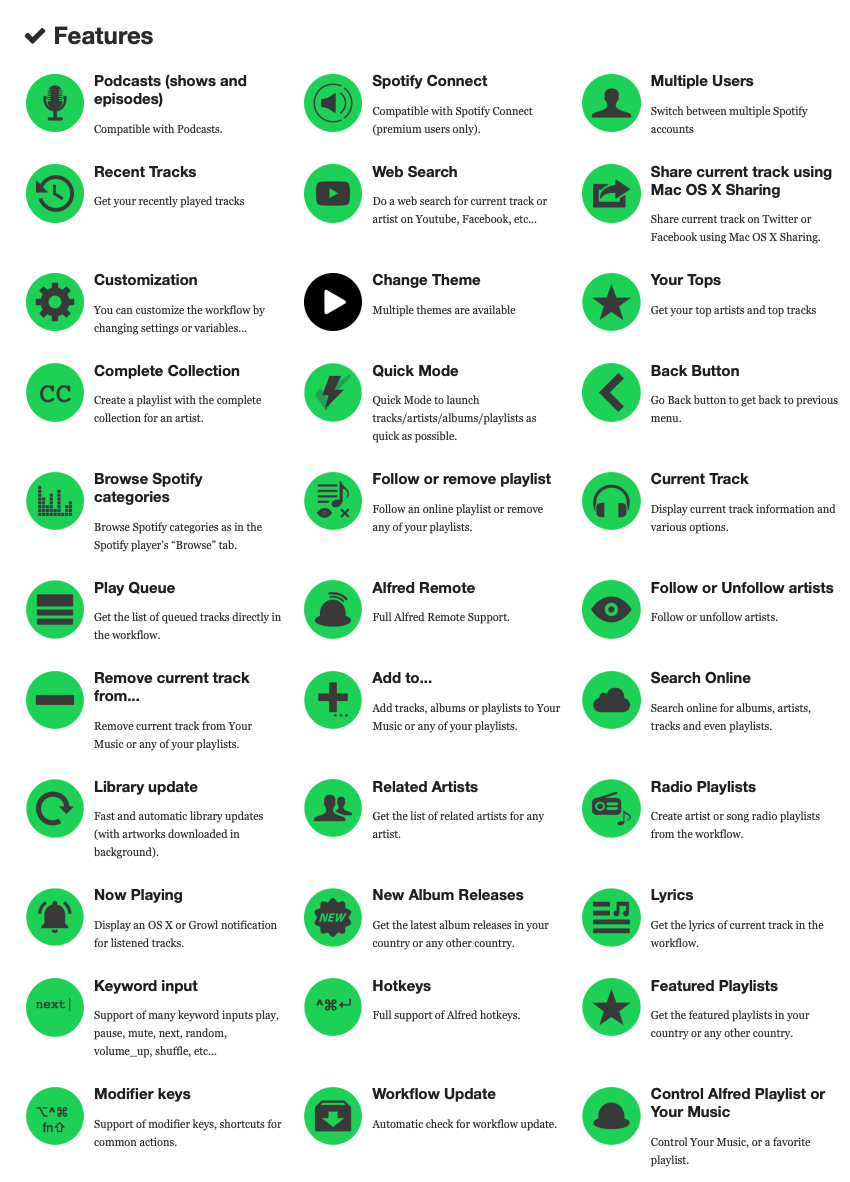 Features
Podcasts (shows and
episodes)
Compatible with Podcasts.
Spotify Connect
Compatible with Spotify Connect
(premium users only).
Multiple Users
Switch between multiple Spotify
accounts
Recent Tracks
Get your recently played tracks
Web Search
Do a web search for current track or
artist on Youtube, Facebook, etc...
Share current track using
Mac OS X Sharing
Share current track on Twitter or
Facebook using Mac OS X Sharing.
Customization
You can customize the workflow by
changing settings or variables...
Change Theme
Multiple themes are available
Your Tops
Get your top artists and top tracks
CC
Complete Collection
Create a playlist with the complete
collection for an artist.
Quick Mode
Quick Mode to launch
tracks/artists/albums/playlists as
quick as possible.
Back Button
Go Back button to get back to previous
menu.
Browse Spotify
categories
Browse Spotify categories as in the
Spotify player's “Browse” tab.
Follow or remove playlist
Follow an online playlist or remove
any of your playlists.
Current Track
Display current track information and
various options.
Play Queue
Get the list of queued tracks directly in
the workflow.
Alfred Remote
Full Alfred Remote Support.
Follow or Unfollow artists
Follow or unfollow artists.
Remove current track
from...
Remove current track from Your
Music or any of your playlists.
Add to...
Add tracks, albums or playlists to Your
Music or any of your playlists.
Search Online
Search online for albums, artists,
tracks and even playlists.
Library update
Fast and automatic library updates
(with artworks downloaded in
background).
Related Artists
Get the list of related artists for any
artist.
Radio Playlists
Create artist or song radio playlists
from the workflow.
Now Playing
Display an OS X or Growl notification
for listened tracks.
NEW
New Album Releases
Get the latest album releases in your
country or any other country.
Lyrics
Get the lyrics of current track in the
workflow.
next|
Keyword input
Support of many keyword inputs play,
pause, mute, next, random,
volume_up, shuffle, etc...
^⌘↵
Hotkeys
Full support of Alfred hotkeys.
Featured Playlists
Get the featured playlists in your
country or any other country.
⌥^⌘
fn⇧
Modifier keys
Support of modifier keys, shortcuts for
common actions.
Workflow Update
Automatic check for workflow update.
Control Alfred Playlist or
Your Music
Control Your Music, or a favorite
playlist.